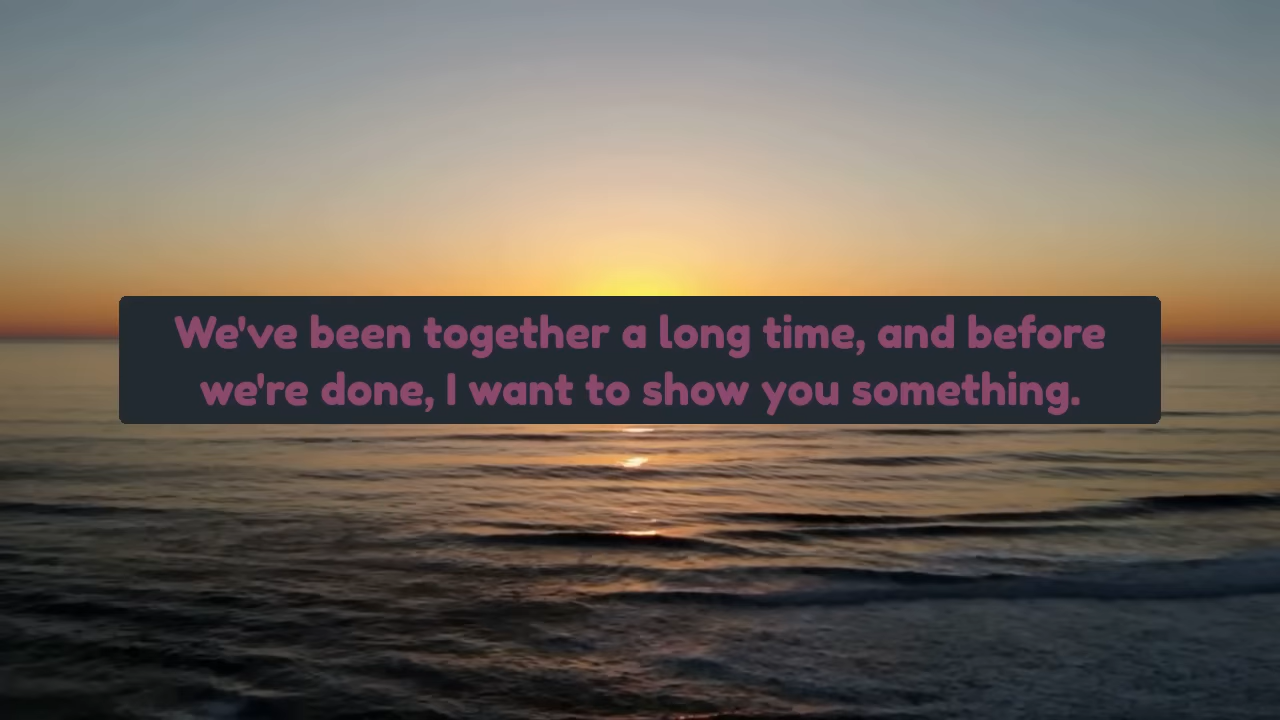 We've been together a long time, and before
we're done, I want to show you something.